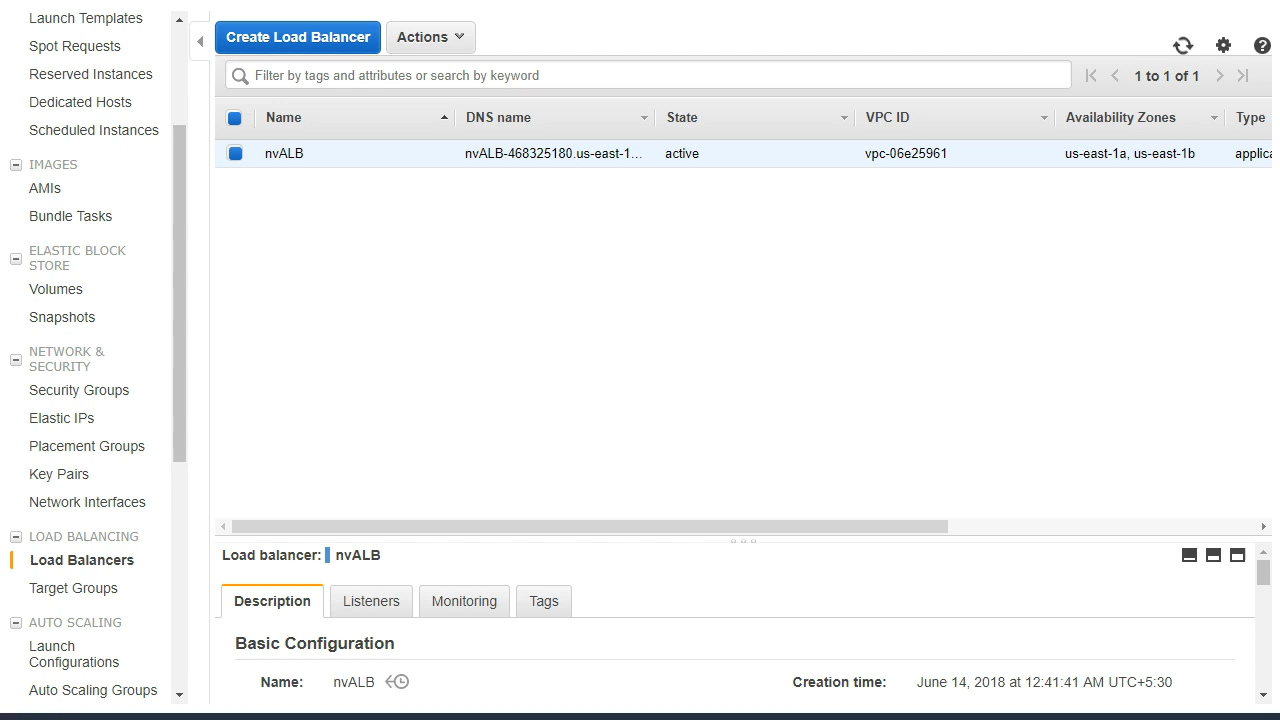 Launch Templates
Spot Requests
Reserved Instances
Dedicated Hosts
Scheduled Instances
IMAGES
AMIs
Bundle Tasks
ELASTIC BLOCK
STORE
Volumes
Snapshots
NETWORK &
SECURITY
Security Groups
Elastic IPs
Placement Groups
Key Pairs
Network Interfaces
LOAD BALANCING
Load Balancers
Target Groups
AUTO SCALING
Launch
Configurations
Auto Scaling Groups
Create Load Balancer Actions
Filter by tags and attributes or search by keyword 1 to 1 of 1
Name DNS name State VPC ID Availability Zones Type
nvALB nvALB-468325180.us-east-1... active vpc-06e25961 us-east-1a, us-east-1b applica
Load balancer: nvALB
Description Listeners Monitoring Tags
Basic Configuration
Name: nvALB Creation time: June 14, 2018 at 12:41:41 AM UTC+5:30